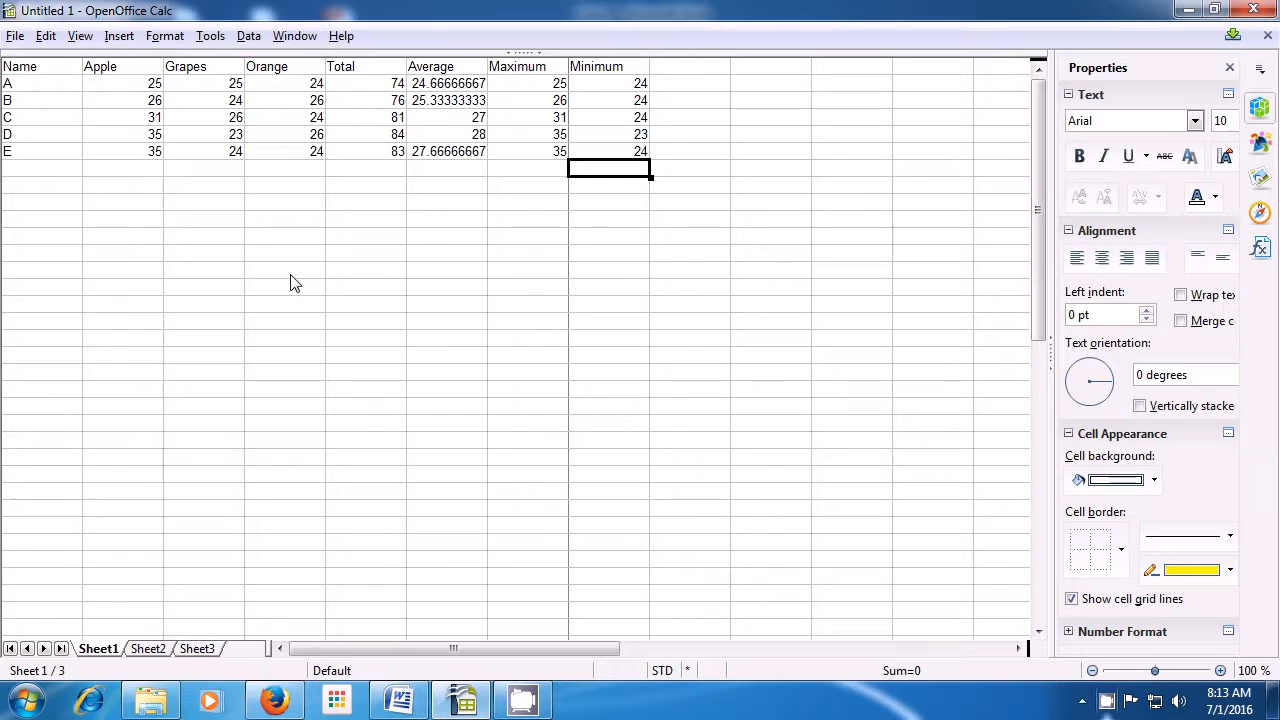 Untitled 1 - OpenOffice Calc
File Edit View Insert Format Tools Data Window Help
Name Apple Grapes Orange Total Average Maximum Minimum
A 25 25 24 74 24.66666667 25 24
B 26 24 26 76 25.33333333 26 24
C 31 26 24 81 27 31 24
D 35 23 26 84 28 35 23
E 35 24 24 83 27.66666667 35 24
Properties
Text
Arial 10
B I U ABC A
A
Alignment
Left indent:
Wrap te
0 pt
Merge c
Text orientation:
0 degrees
Vertically stacke
Cell Appearance
Cell background:
Cell border:
Show cell grid lines
Number Format
Sheet1 Sheet2 Sheet3
Sheet 1 / 3 Default STD * Sum=0 100 %
8:13 AM
7/1/2016